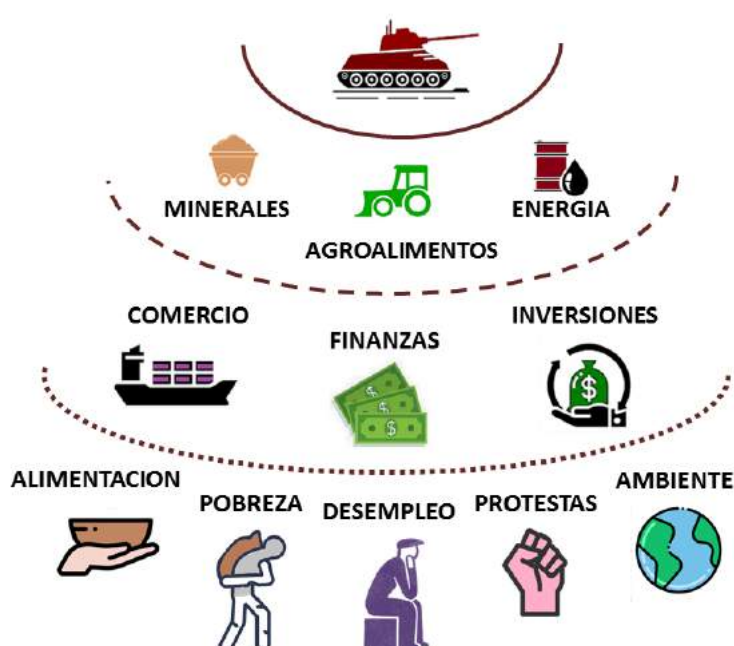 MINERALES
ENERGIA
AGROALIMENTOS
COMERCIO
INVERSIONES
FINANZAS
ALIMENTACION
POBREZA
DESEMPLEO
PROTESTAS
AMBIENTE